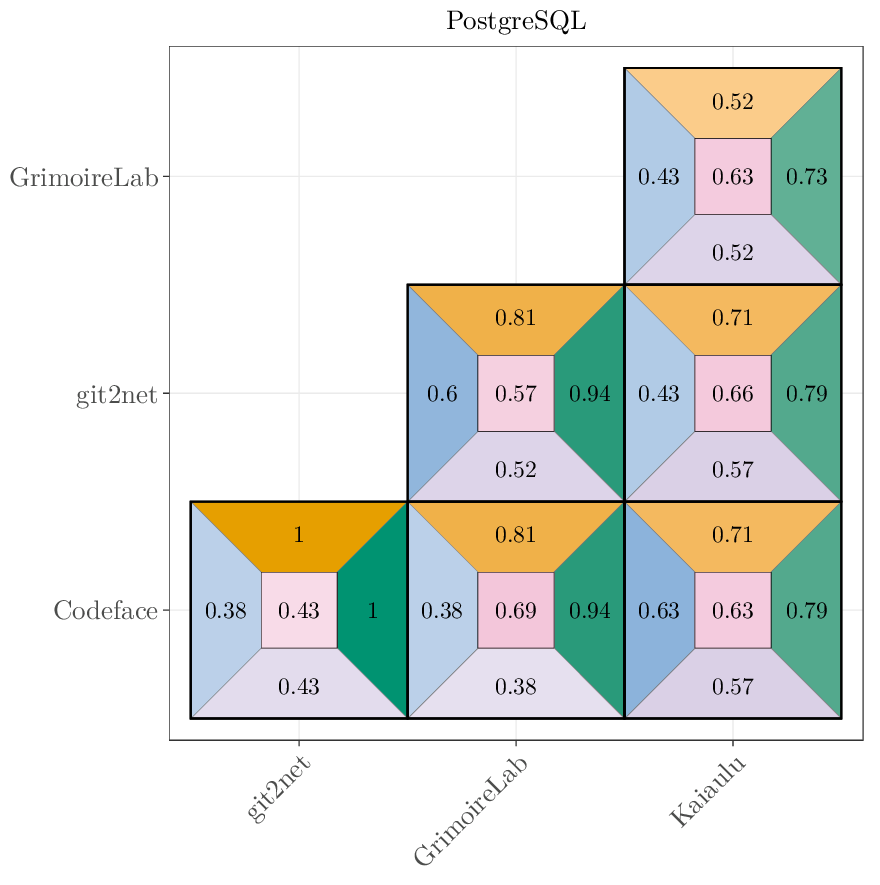 PostgreSQL
0.52
GrimoireLab 0.43 0.63 0.73
0.52
0.81 0.71
git2net 0.6 0.57 0.94 0.43 0.66 0.79
0.52 0.57
1 0.81 0.71
Codeface 0.38 0.43 1 0.38 0.69 0.94 0.63 0.63 0.79
0.43 0.38 0.57
git2net GrimoireLab Kaiaulu